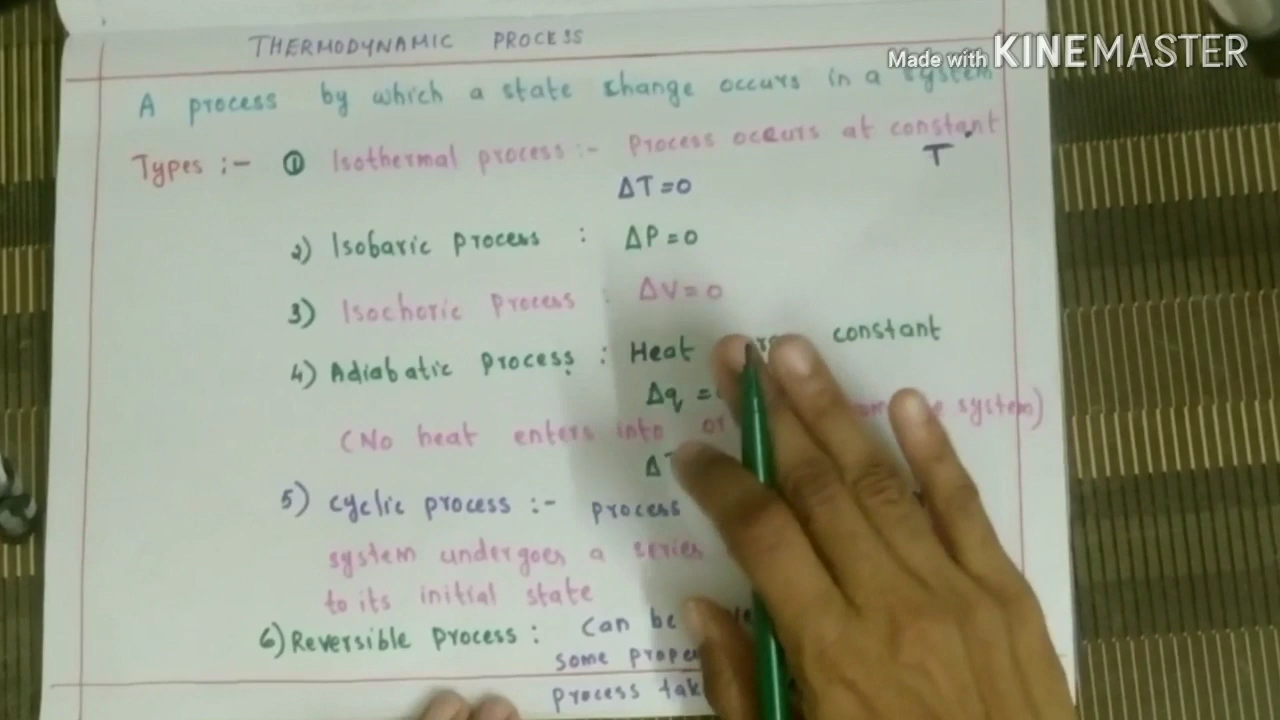 THERMODYNAMIC PROCESS
Made with KINEMASTER
A process by which a state change occurs in a system
Types :- ① Isothermal process :- Process occurs at constant
T
ΔT = 0
2) Isobaric process : ΔP = 0
3) Isochoric process : ΔV = 0
4) Adiabatic process : Heat constant
Δq =
(No heat enters into or system)
Δ
5) cyclic process :- process
system undergoes a series
to its initial state
6) Reversible process : can be
some
process